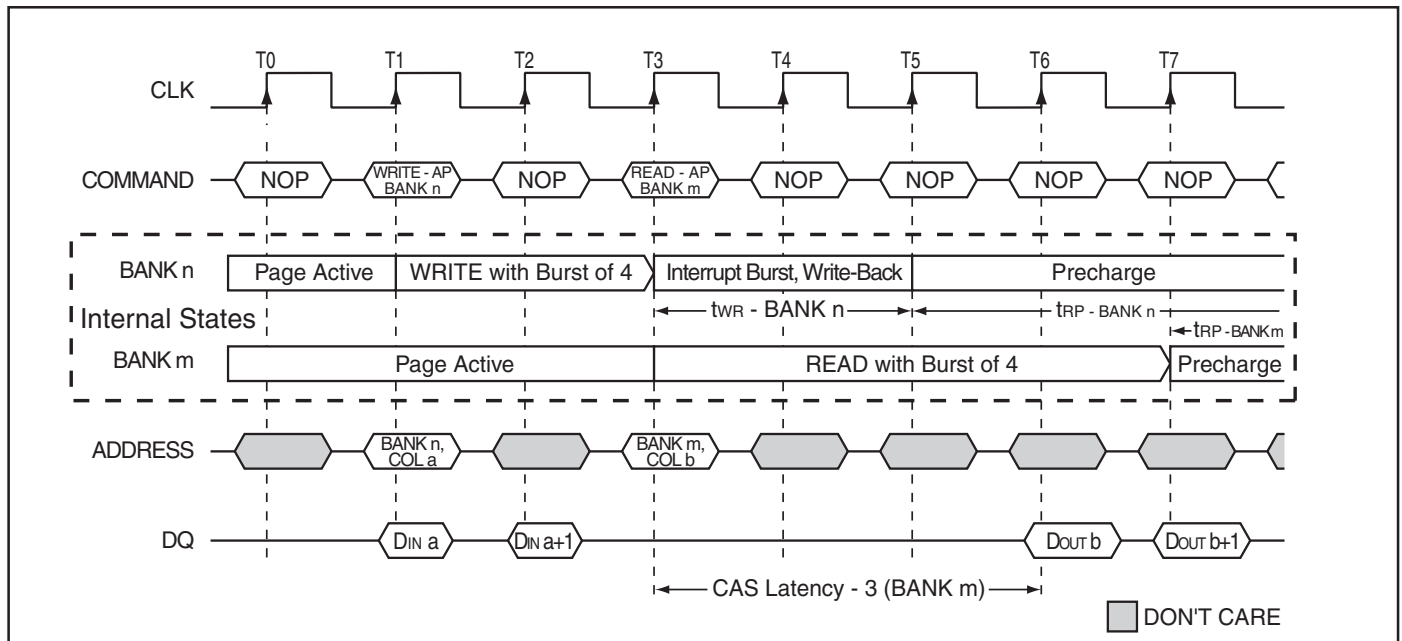 T0 T1 T2 T3 T4 T5 T6 T7
CLK
COMMAND NOP WRITE - AP BANK n NOP READ - AP BANK m NOP NOP NOP NOP
BANK n Page Active WRITE with Burst of 4 Interrupt Burst, Write-Back Precharge
tWR - BANK n tRP - BANK n
Internal States
tRP - BANK m
BANK m Page Active READ with Burst of 4 Precharge
ADDRESS BANK n, COL a BANK m, COL b
DQ DIN a DIN a+1 DOUT b DOUT b+1
CAS Latency - 3 (BANK m)
DON'T CARE